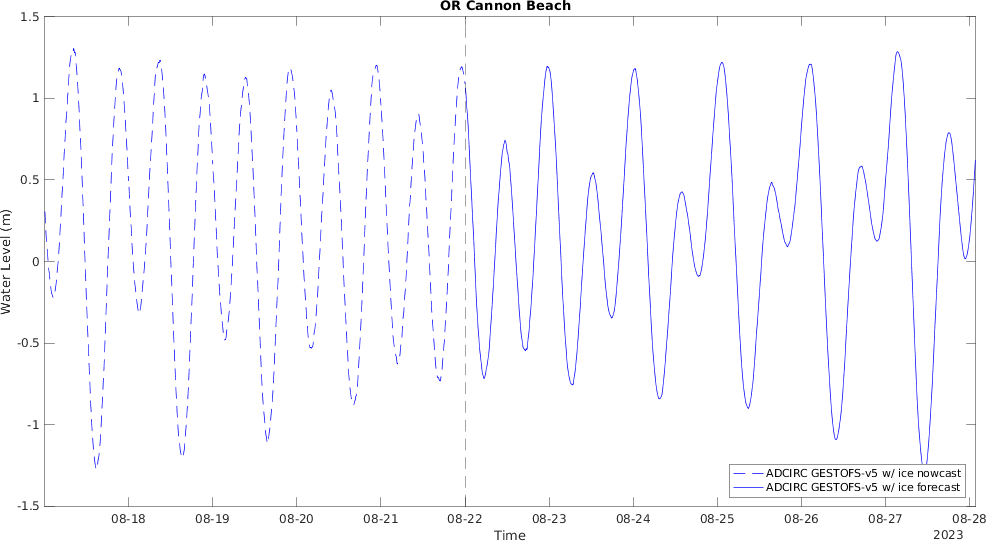 OR Cannon Beach
1.5
1
0.5
0
-0.5
-1
-1.5
Water Level (m)
08-18 08-19 08-20 08-21 08-22 08-23 08-24 08-25 08-26 08-27 08-28
Time
2023
ADCIRC GESTOFS-v5 w/ ice nowcast
ADCIRC GESTOFS-v5 w/ ice forecast